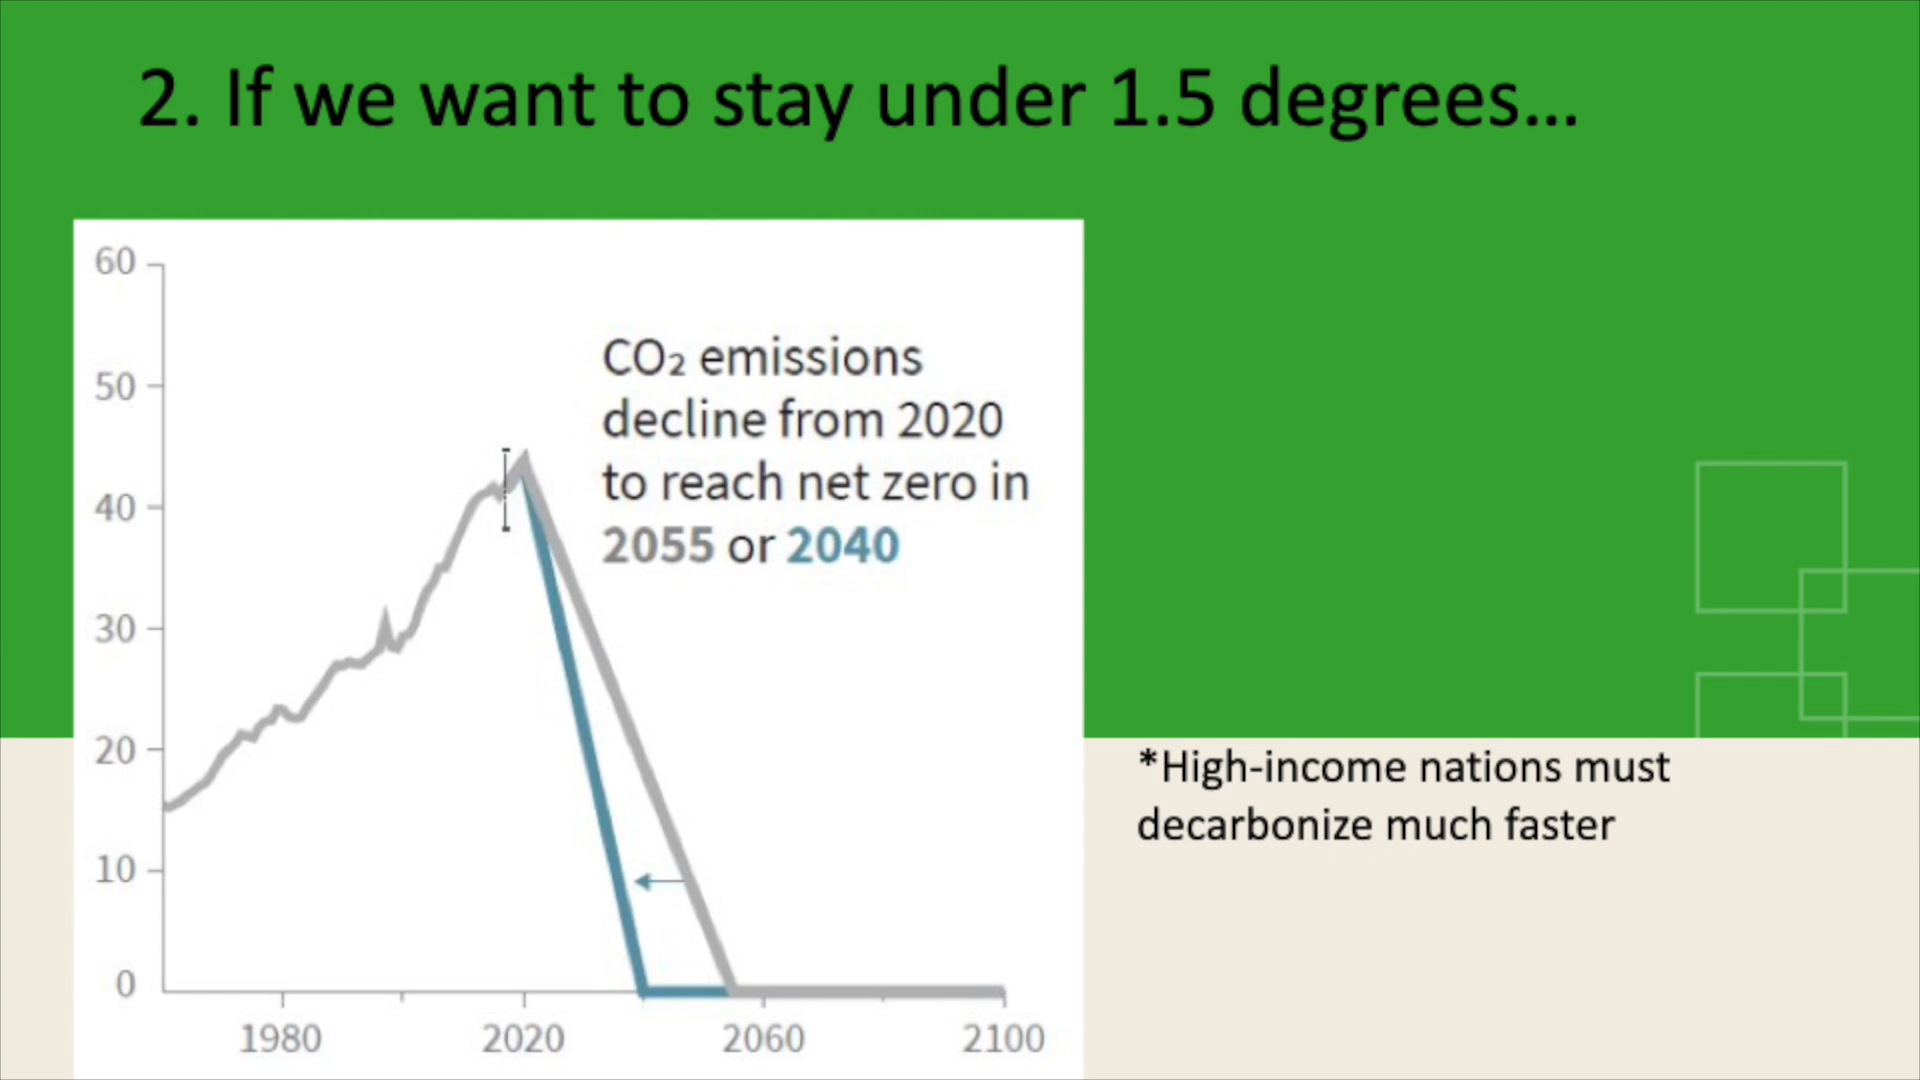 2. If we want to stay under 1.5 degrees...
60
50
40
30
20
10
0
CO₂ emissions
decline from 2020
to reach net zero in
2055 or 2040
1980 2020 2060 2100
*High-income nations must
decarbonize much faster